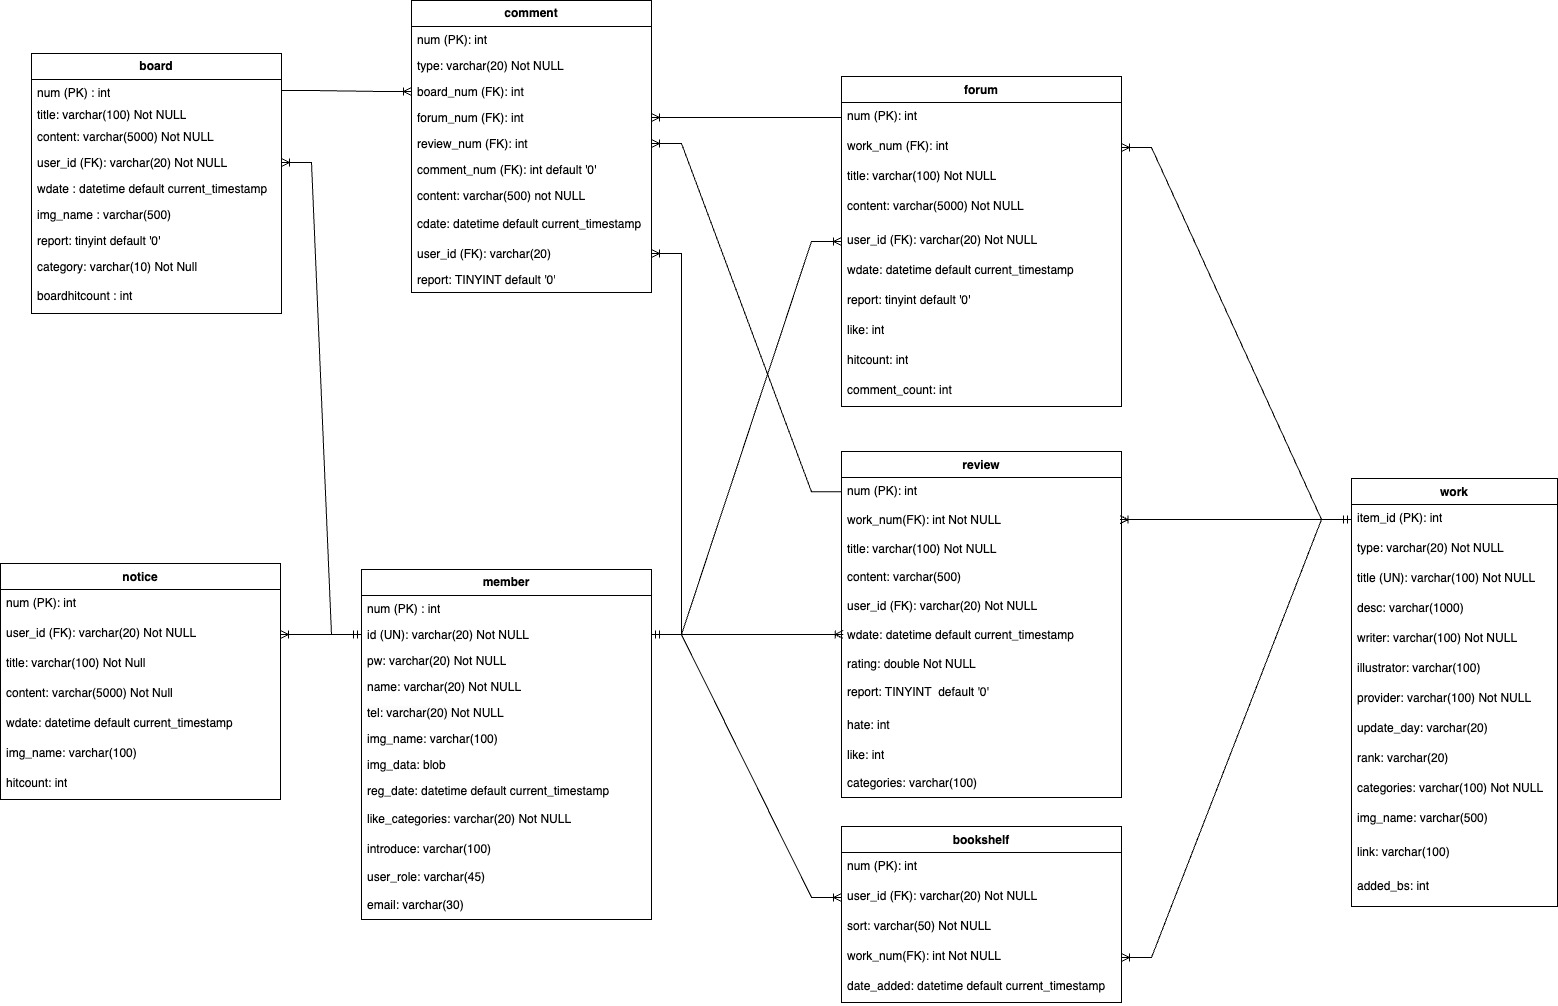 comment
num (PK): int
type: varchar(20) Not NULL
board_num (FK): int
forum_num (FK): int
review_num (FK): int
comment_num (FK): int default '0'
content: varchar(500) not NULL
cdate: datetime default current_timestamp
user_id (FK): varchar(20)
report: TINYINT default '0'
board
num (PK) : int
title: varchar(100) Not NULL
content: varchar(5000) Not NULL
user_id (FK): varchar(20) Not NULL
wdate : datetime default current_timestamp
img_name : varchar(500)
report: tinyint default '0'
category: varchar(10) Not Null
boardhitcount : int
forum
num (PK): int
work_num (FK): int
title: varchar(100) Not NULL
content: varchar(5000) Not NULL
user_id (FK): varchar(20) Not NULL
wdate: datetime default current_timestamp
report: tinyint default '0'
like: int
hitcount: int
comment_count: int
review
num (PK): int
work_num(FK): int Not NULL
title: varchar(100) Not NULL
content: varchar(500)
user_id (FK): varchar(20) Not NULL
wdate: datetime default current_timestamp
rating: double Not NULL
report: TINYINT  default '0'
hate: int
like: int
categories: varchar(100)
work
item_id (PK): int
type: varchar(20) Not NULL
title (UN): varchar(100) Not NULL
desc: varchar(1000)
writer: varchar(100) Not NULL
illustrator: varchar(100)
provider: varchar(100) Not NULL
update_day: varchar(20)
rank: varchar(20)
categories: varchar(100) Not NULL
img_name: varchar(500)
link: varchar(100)
added_bs: int
notice
num (PK): int
user_id (FK): varchar(20) Not NULL
title: varchar(100) Not Null
content: varchar(5000) Not Null
wdate: datetime default current_timestamp
img_name: varchar(100)
hitcount: int
member
num (PK) : int
id (UN): varchar(20) Not NULL
pw: varchar(20) Not NULL
name: varchar(20) Not NULL
tel: varchar(20) Not NULL
img_name: varchar(100)
img_data: blob
reg_date: datetime default current_timestamp
like_categories: varchar(20) Not NULL
introduce: varchar(100)
user_role: varchar(45)
email: varchar(30)
bookshelf
num (PK): int
user_id (FK): varchar(20) Not NULL
sort: varchar(50) Not NULL
work_num(FK): int Not NULL
date_added: datetime default current_timestamp